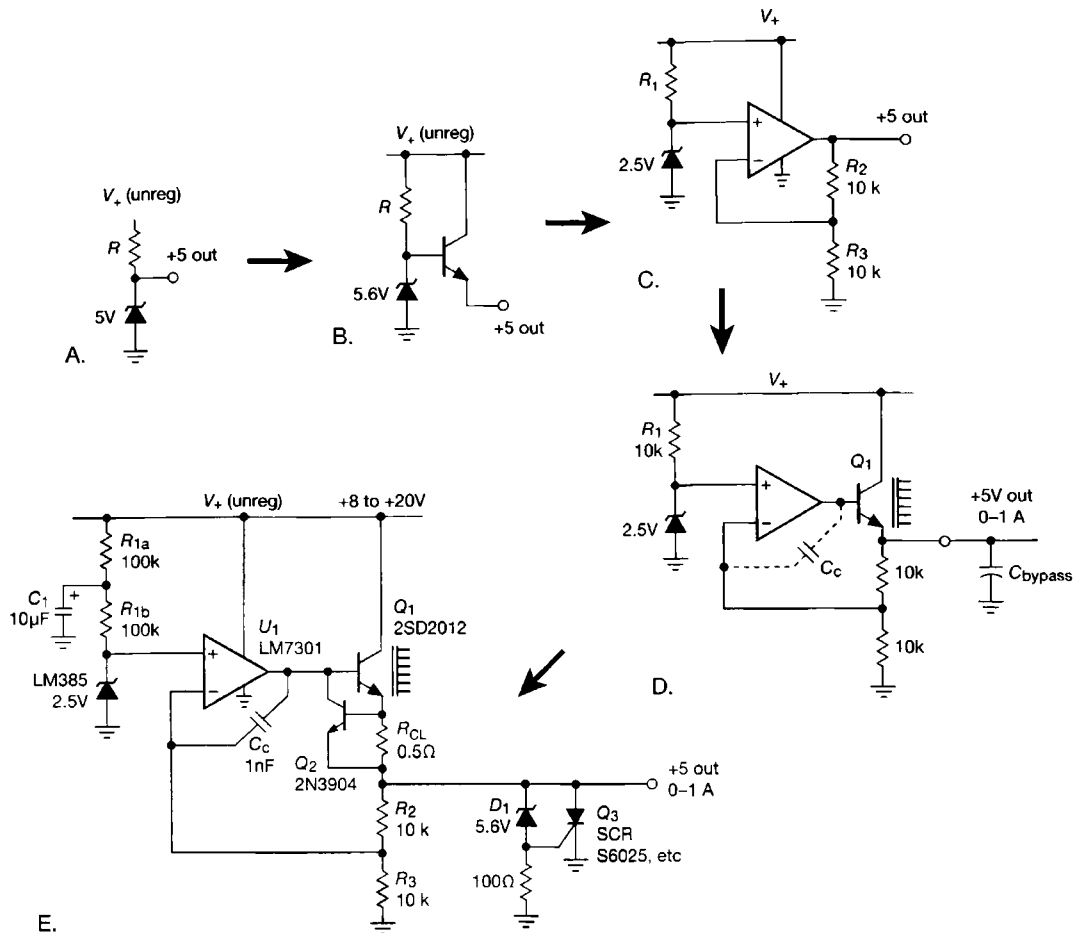 V+ (unreg)
R
+5 out
5V
A.
V+ (unreg)
R
5.6V
+5 out
B.
V+
R1
+
−
2.5V
+5 out
R2
10 k
R3
10 k
C.
V+
R1
10k
+
−
2.5V
Q1
Cc
+5V out
0–1 A
10k
Cbypass
10k
D.
V+ (unreg)
+8 to +20V
R1a
100k
C1
+
10µF
R1b
100k
U1
LM7301
Q1
2SD2012
+
−
LM385
2.5V
Cc
1nF
Q2
2N3904
RCL
0.5Ω
+5 out
0–1 A
R2
10 k
D1
5.6V
Q3
SCR
S6025, etc
R3
10 k
100Ω
E.